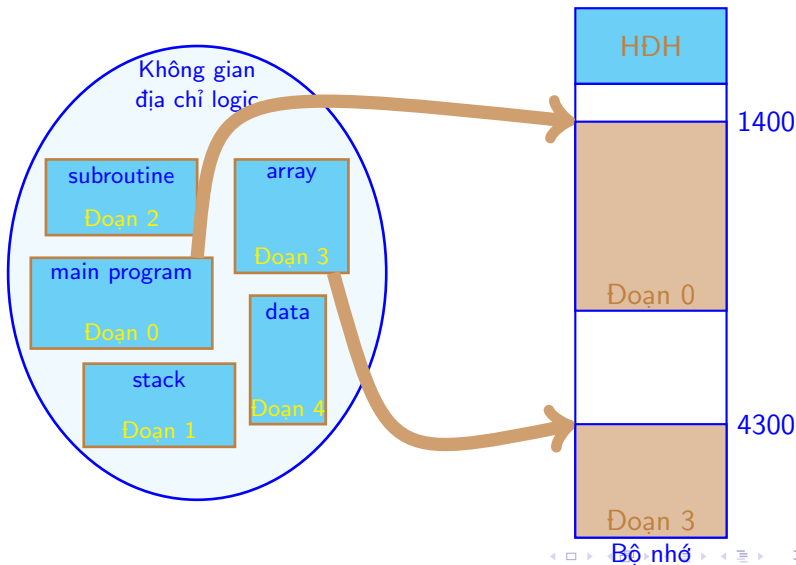 Không gian
địa chỉ logic
subroutine
Đoạn 2
array
Đoạn 3
main program
Đoạn 0
data
Đoạn 4
stack
Đoạn 1
HĐH
1400
Đoạn 0
4300
Đoạn 3
Bộ nhớ